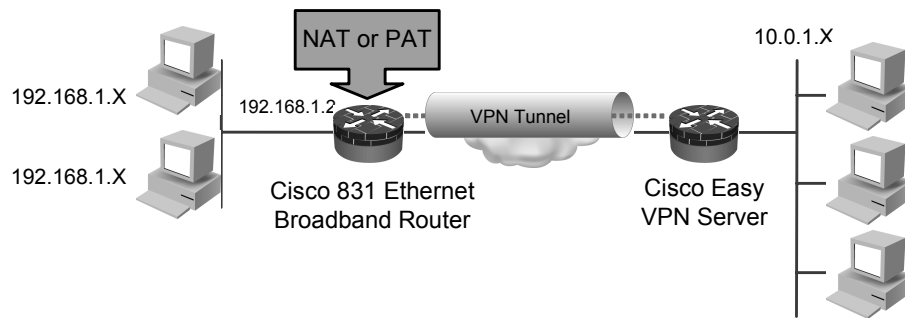 NAT or PAT
10.0.1.X
192.168.1.X
192.168.1.2
VPN Tunnel
192.168.1.X
Cisco 831 Ethernet
Broadband Router
Cisco Easy
VPN Server